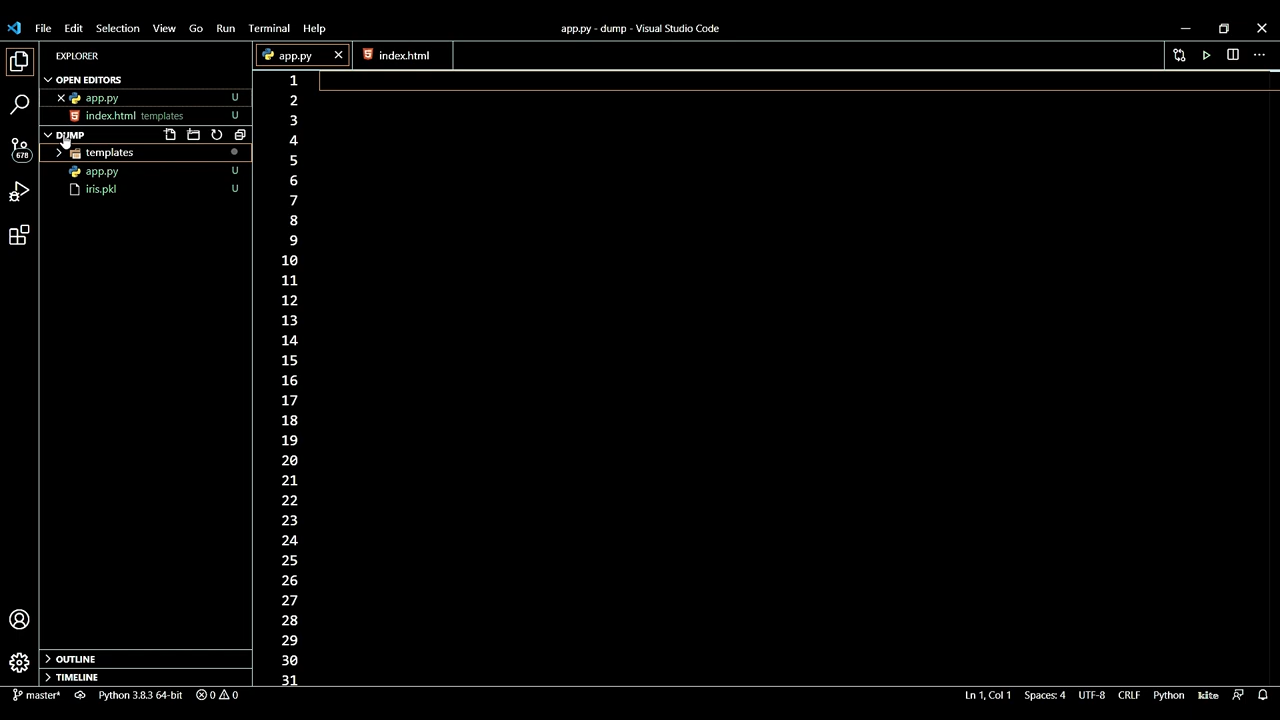 File Edit Selection View Go Run Terminal Help
app.py - dump - Visual Studio Code
EXPLORER
app.py
index.html
OPEN EDITORS
app.py U
index.html templates U
DUMP
templates
app.py U
iris.pkl U
678
1
2
3
4
5
6
7
8
9
10
11
12
13
14
15
16
17
18
19
20
21
22
23
24
25
26
27
28
29
30
31
OUTLINE
TIMELINE
master* Python 3.8.3 64-bit 0 0 Ln 1, Col 1 Spaces: 4 UTF-8 CRLF Python kite